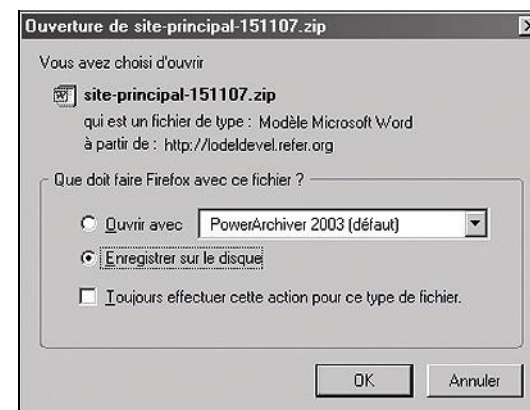 Ouverture de site-principal-151107.zip
Vous avez choisi d'ouvrir
site-principal-151107.zip
qui est un fichier de type : Modèle Microsoft Word
à partir de : http://lodeldevel.refer.org
Que doit faire Firefox avec ce fichier ?
Ouvrir avec PowerArchiver 2003 (défaut)
Enregistrer sur le disque
Toujours effectuer cette action pour ce type de fichier.
OK Annuler